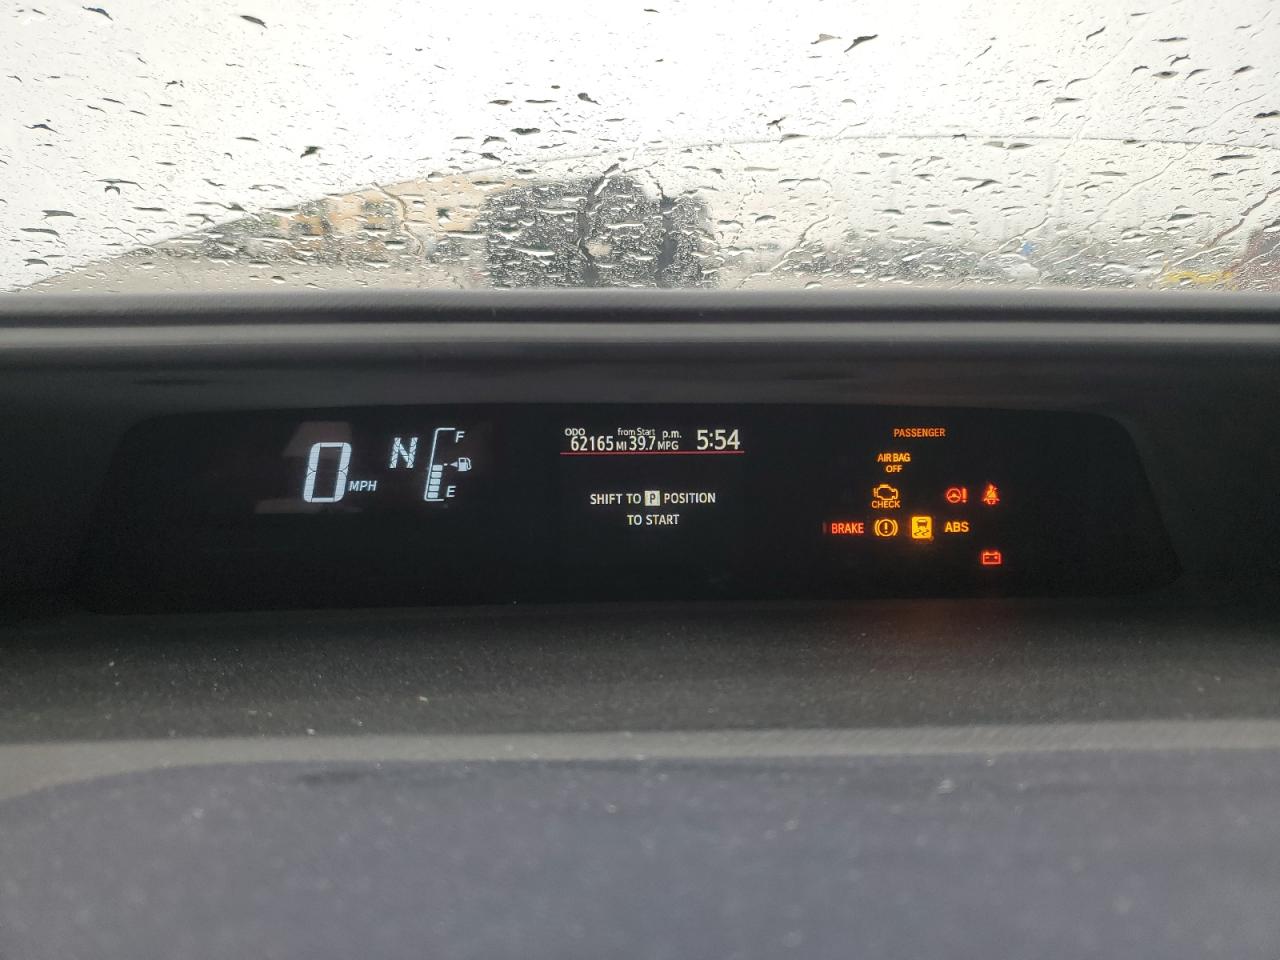 0 MPH
N
F
E
ODO from Start p.m.
62165 MI 39.7 MPG 5:54
SHIFT TO P POSITION
TO START
PASSENGER
AIR BAG
OFF
CHECK
BRAKE
ABS